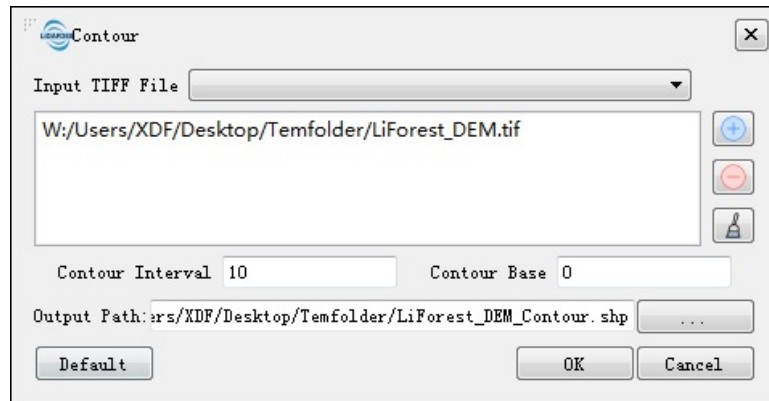 Contour
Input TIFF File
W:/Users/XDF/Desktop/Temfolder/LiForest_DEM.tif
Contour Interval 10 Contour Base 0
Output Path: ers/XDF/Desktop/Temfolder/LiForest_DEM_Contour.shp ...
Default OK Cancel